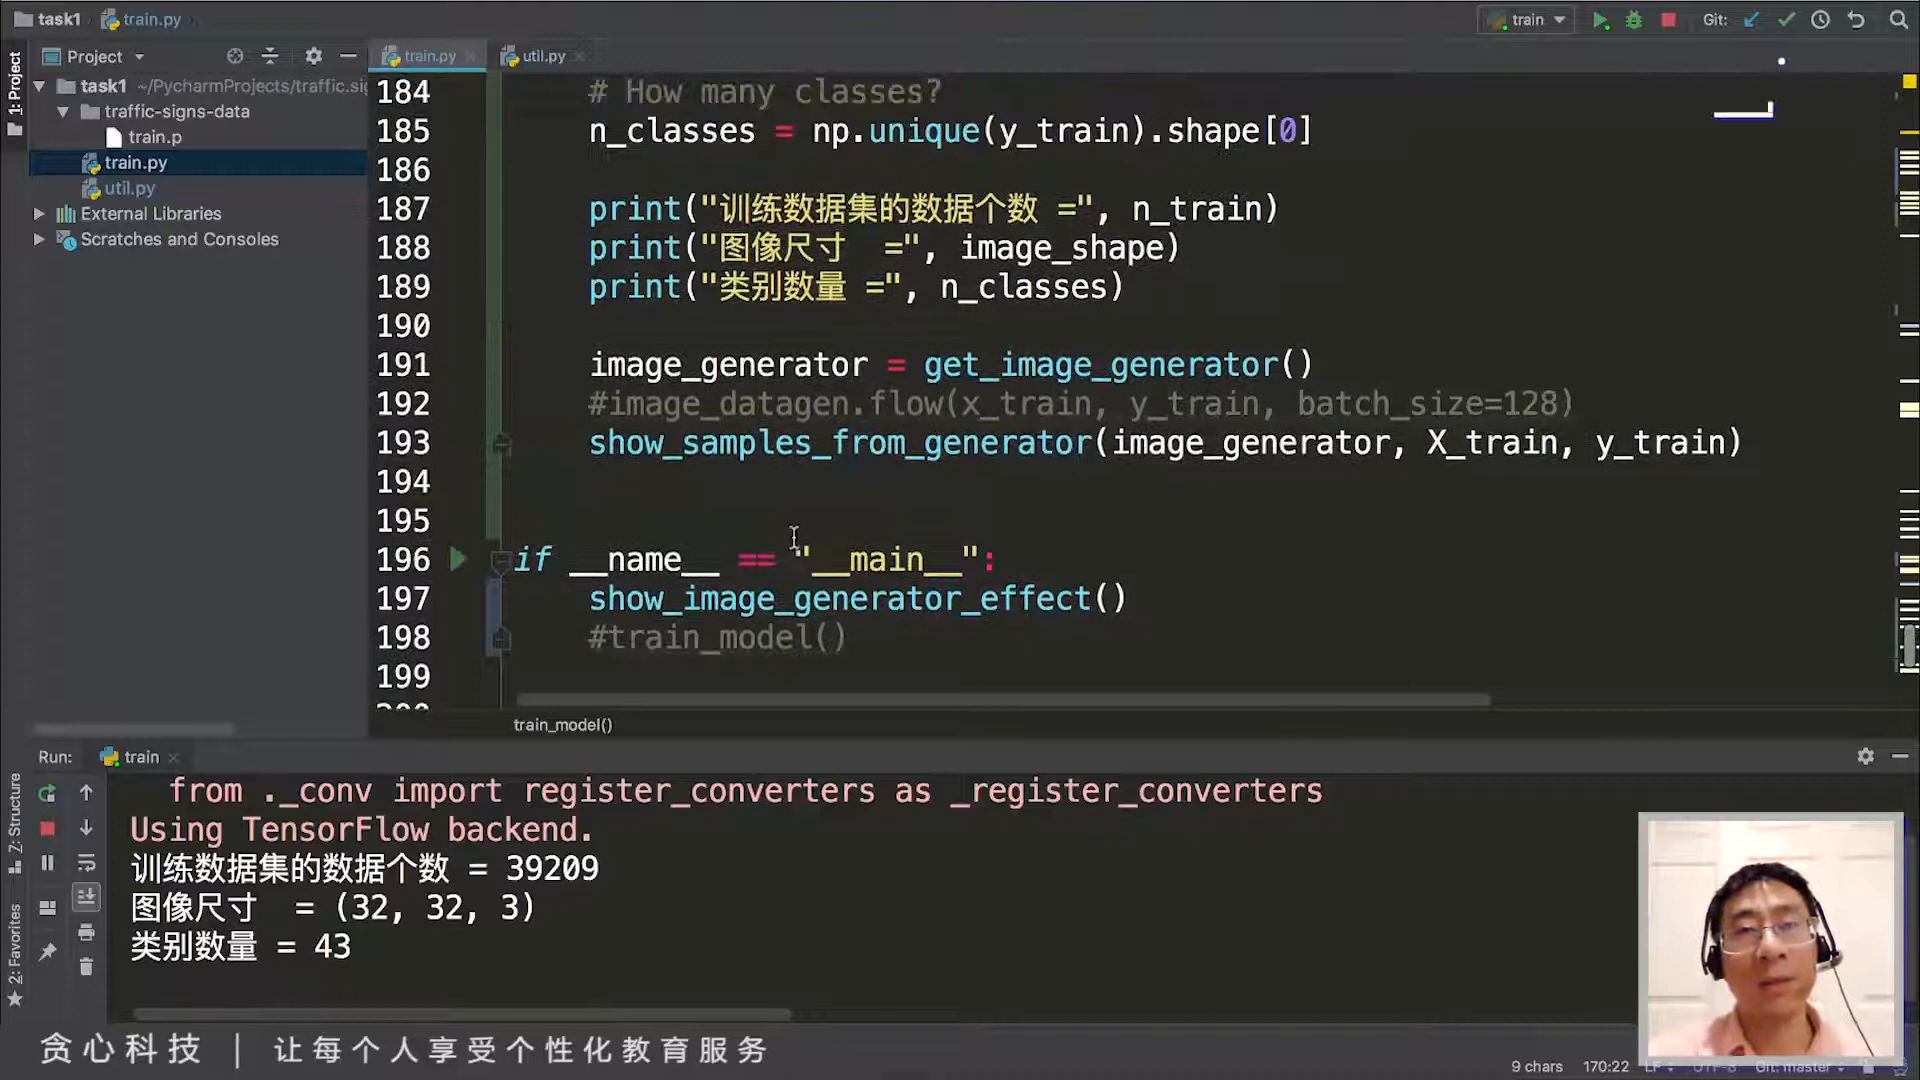 task1 train.py
train
Git:
1: Project
Project
train.py
util.py
task1 ~/PycharmProjects/traffic.si
traffic-signs-data
train.p
train.py
util.py
External Libraries
Scratches and Consoles
184 # How many classes?
185 n_classes = np.unique(y_train).shape[0]
186
187 print("训练数据集的数据个数 =", n_train)
188 print("图像尺寸  =", image_shape)
189 print("类别数量 =", n_classes)
190
191 image_generator = get_image_generator()
192 #image_datagen.flow(x_train, y_train, batch_size=128)
193 show_samples_from_generator(image_generator, X_train, y_train)
194
195
196 if __name__ == "__main__":
197 show_image_generator_effect()
198 #train_model()
199
train_model()
Run: train
7: Structure
2: Favorites
from ._conv import register_converters as _register_converters
Using TensorFlow backend.
训练数据集的数据个数 = 39209
图像尺寸  = (32, 32, 3)
类别数量 = 43
贪心科技 | 让每个人享受个性化教育服务
9 chars 170:22 LF UTF-8 Git: master